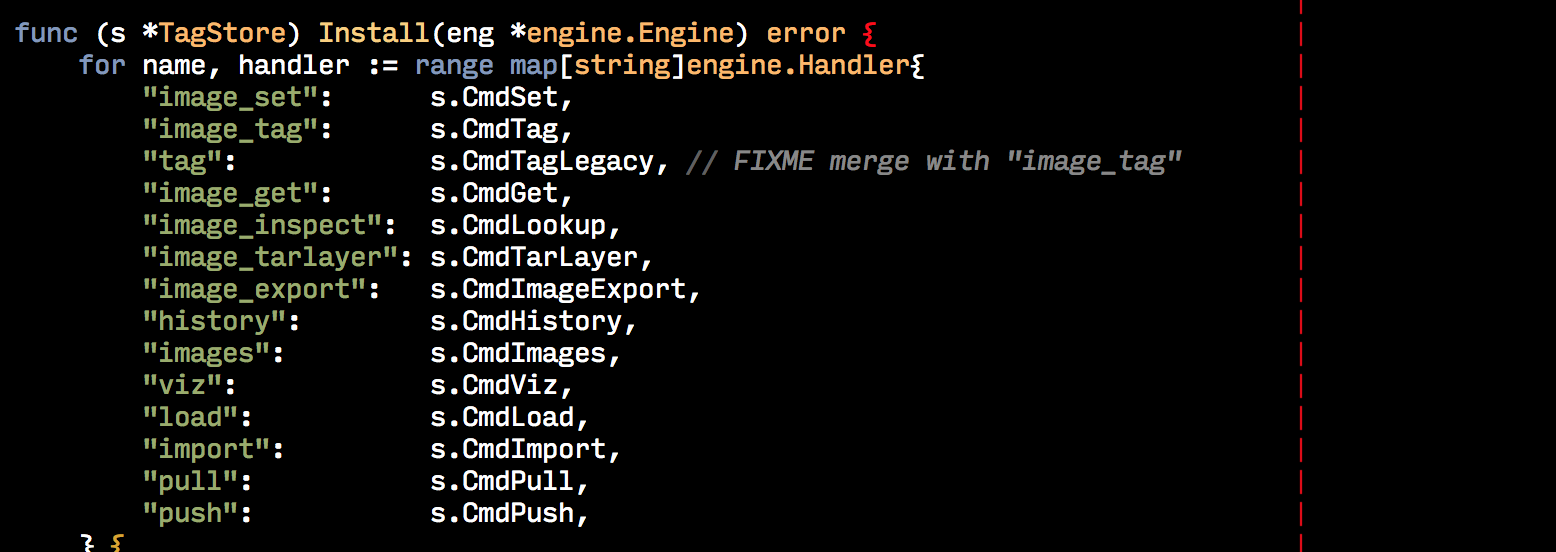 func (s *TagStore) Install(eng *engine.Engine) error {
    for name, handler := range map[string]engine.Handler{
        "image_set":      s.CmdSet,
        "image_tag":      s.CmdTag,
        "tag":            s.CmdTagLegacy, // FIXME merge with "image_tag"
        "image_get":      s.CmdGet,
        "image_inspect":  s.CmdLookup,
        "image_tarlayer": s.CmdTarLayer,
        "image_export":   s.CmdImageExport,
        "history":        s.CmdHistory,
        "images":         s.CmdImages,
        "viz":            s.CmdViz,
        "load":           s.CmdLoad,
        "import":         s.CmdImport,
        "pull":           s.CmdPull,
        "push":           s.CmdPush,
    } {